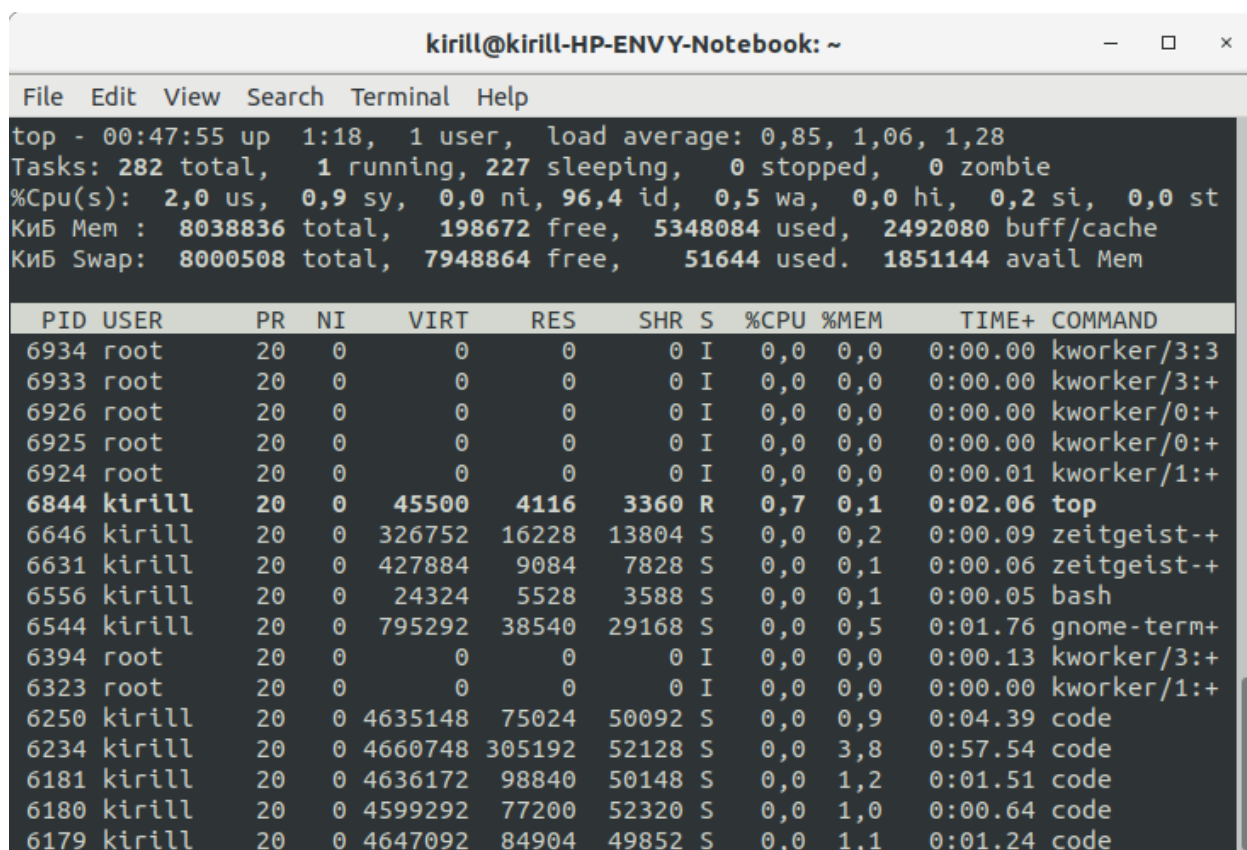 kirill@kirill-HP-ENVY-Notebook: ~
File Edit View Search Terminal Help
top - 00:47:55 up  1:18,  1 user,  load average: 0,85, 1,06, 1,28
Tasks: 282 total,   1 running, 227 sleeping,   0 stopped,   0 zombie
%Cpu(s):  2,0 us,  0,9 sy,  0,0 ni, 96,4 id,  0,5 wa,  0,0 hi,  0,2 si,  0,0 st
КиБ Mem :  8038836 total,   198672 free,  5348084 used,  2492080 buff/cache
КиБ Swap:  8000508 total,  7948864 free,    51644 used.  1851144 avail Mem
PID USER PR NI VIRT RES SHR S %CPU %MEM TIME+ COMMAND
6934 root 20 0 0 0 0 I 0,0 0,0 0:00.00 kworker/3:3
6933 root 20 0 0 0 0 I 0,0 0,0 0:00.00 kworker/3:+
6926 root 20 0 0 0 0 I 0,0 0,0 0:00.00 kworker/0:+
6925 root 20 0 0 0 0 I 0,0 0,0 0:00.00 kworker/0:+
6924 root 20 0 0 0 0 I 0,0 0,0 0:00.01 kworker/1:+
6844 kirill 20 0 45500 4116 3360 R 0,7 0,1 0:02.06 top
6646 kirill 20 0 326752 16228 13804 S 0,0 0,2 0:00.09 zeitgeist-+
6631 kirill 20 0 427884 9084 7828 S 0,0 0,1 0:00.06 zeitgeist-+
6556 kirill 20 0 24324 5528 3588 S 0,0 0,1 0:00.05 bash
6544 kirill 20 0 795292 38540 29168 S 0,0 0,5 0:01.76 gnome-term+
6394 root 20 0 0 0 0 I 0,0 0,0 0:00.13 kworker/3:+
6323 root 20 0 0 0 0 I 0,0 0,0 0:00.00 kworker/1:+
6250 kirill 20 0 4635148 75024 50092 S 0,0 0,9 0:04.39 code
6234 kirill 20 0 4660748 305192 52128 S 0,0 3,8 0:57.54 code
6181 kirill 20 0 4636172 98840 50148 S 0,0 1,2 0:01.51 code
6180 kirill 20 0 4599292 77200 52320 S 0,0 1,0 0:00.64 code
6179 kirill 20 0 4647092 84904 49852 S 0,0 1,1 0:01.24 code